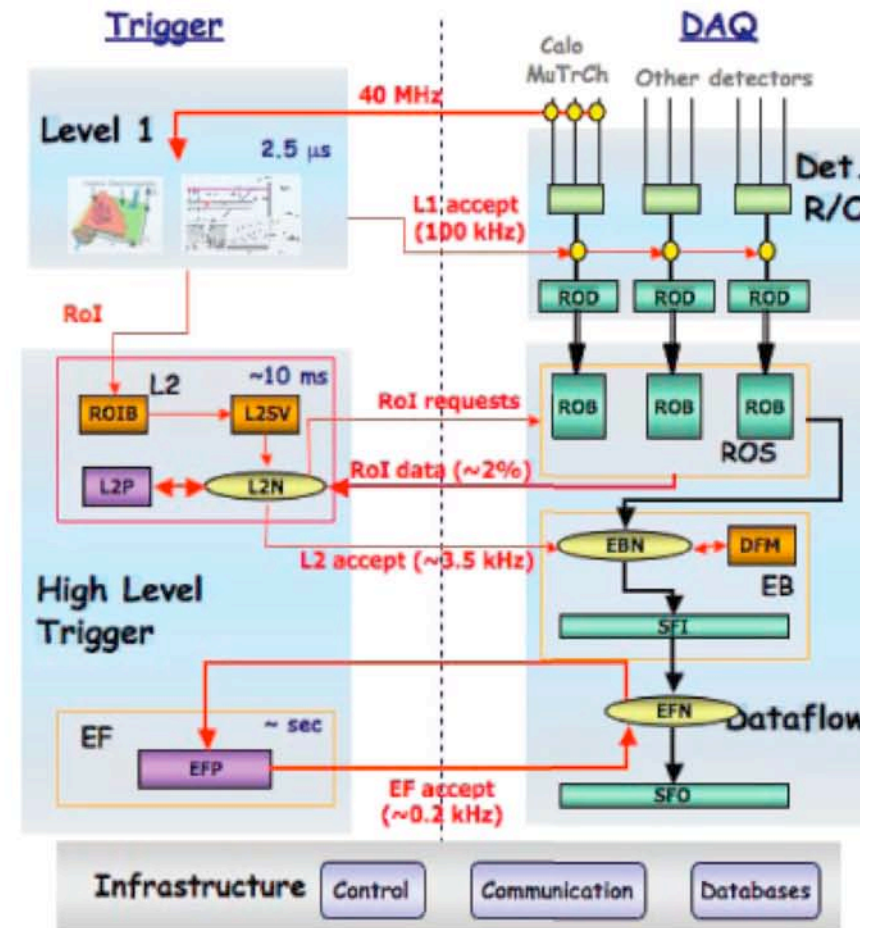 Trigger
DAQ
Calo
MuTrCh
Other detectors
40 MHz
Level 1
2.5 μs
Det.
R/O
L1 accept
(100 kHz)
ROD
ROD
ROD
RoI
L2
~10 ms
ROIB
L2SV
RoI requests
ROB
ROB
ROB
ROS
L2P
L2N
RoI data (~2%)
L2 accept (~3.5 kHz)
EBN
DFM
EB
High Level
Trigger
SFI
EF
~ sec
EFN
Dataflow
EFP
EF accept
(~0.2 kHz)
SFO
Infrastructure
Control
Communication
Databases